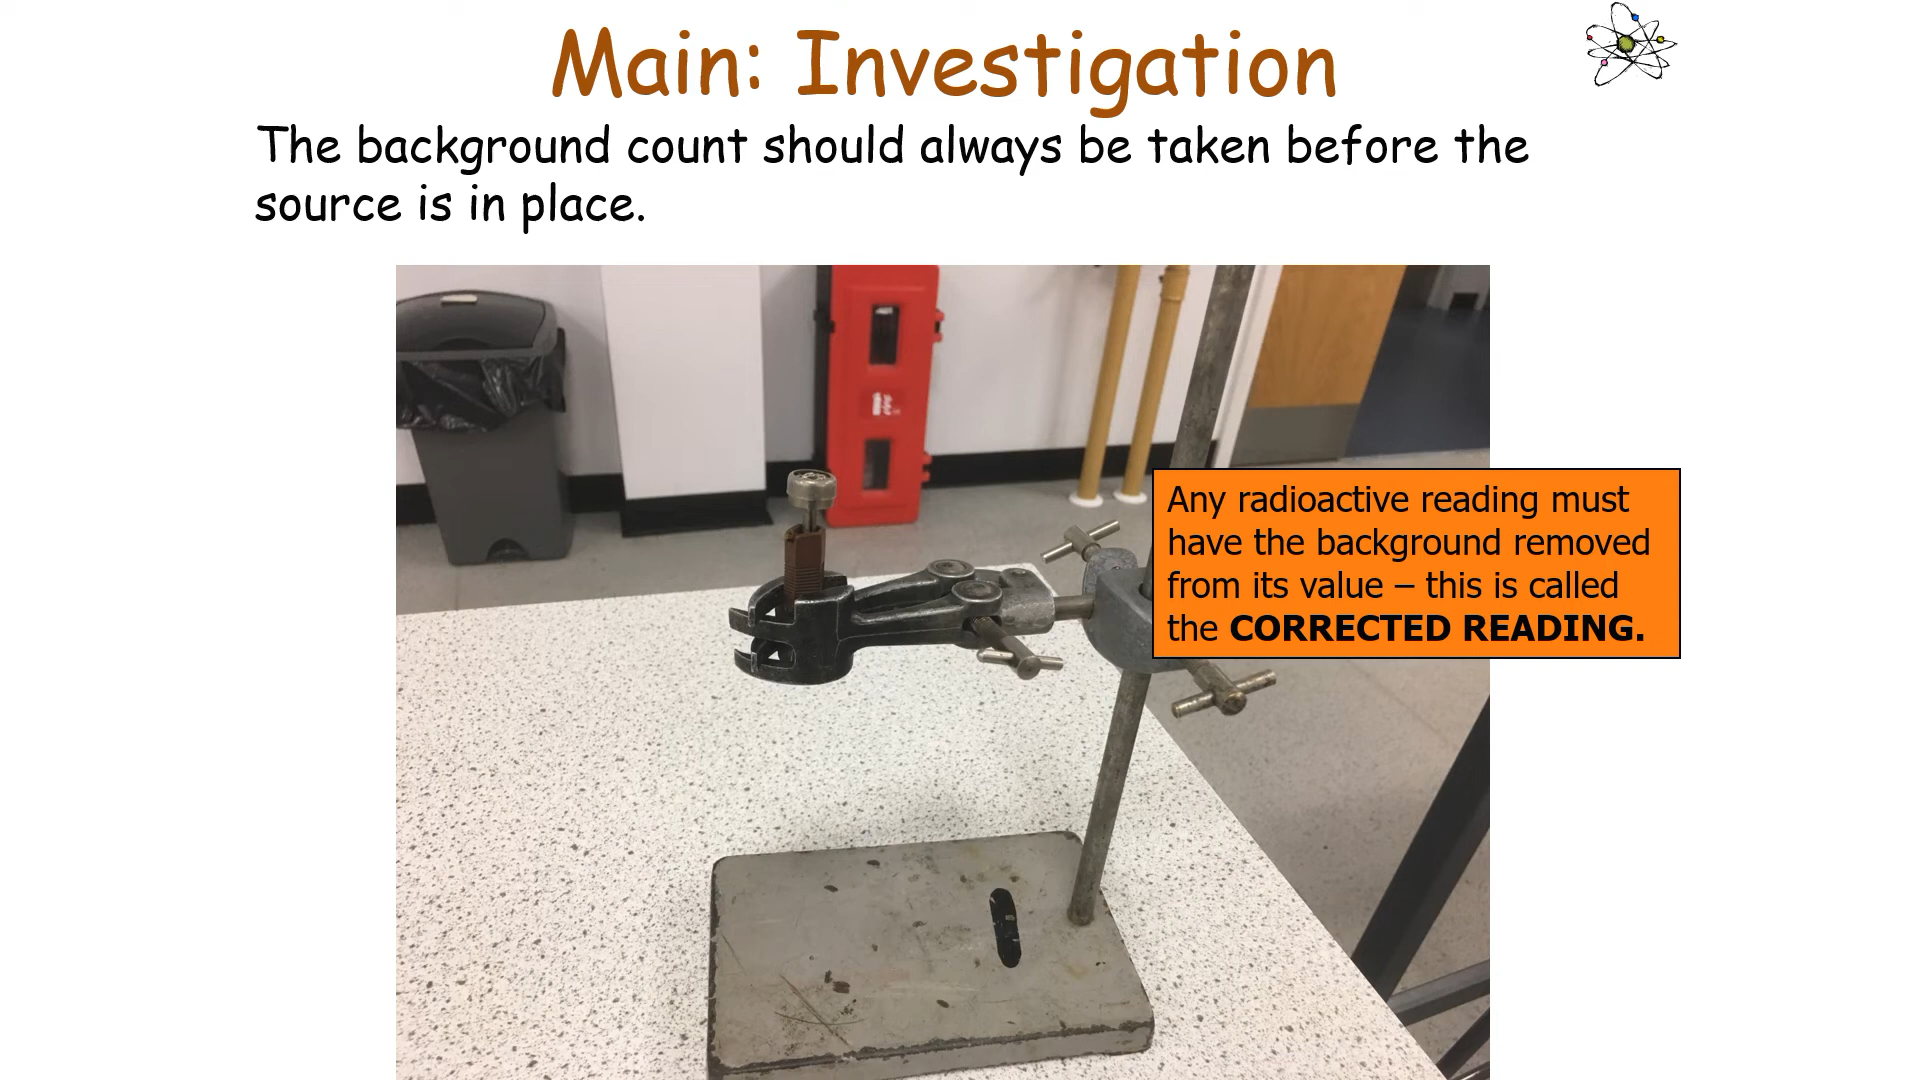 Main: Investigation
The background count should always be taken before the
source is in place.
Any radioactive reading must
have the background removed
from its value – this is called
the CORRECTED READING.